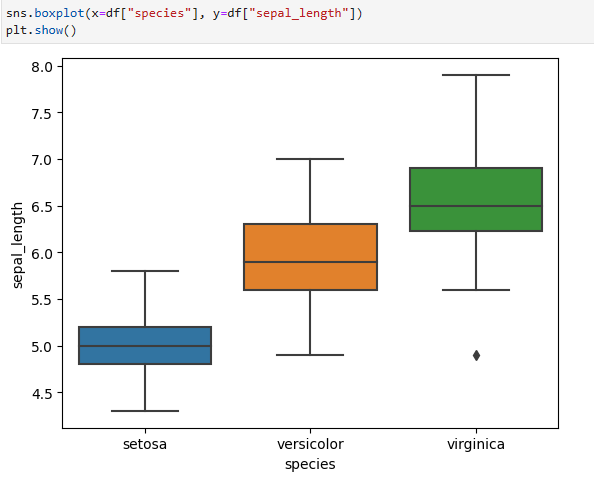 sns.boxplot(x=df["species"], y=df["sepal_length"])
plt.show()
8.0
7.5
7.0
6.5
6.0
5.5
5.0
4.5
sepal_length
setosa versicolor virginica
species